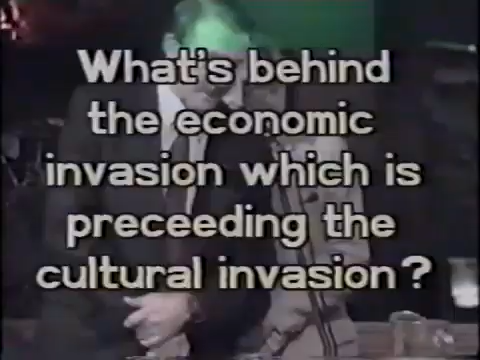 What's behind
the economic
invasion which is
preceeding the
cultural invasion?